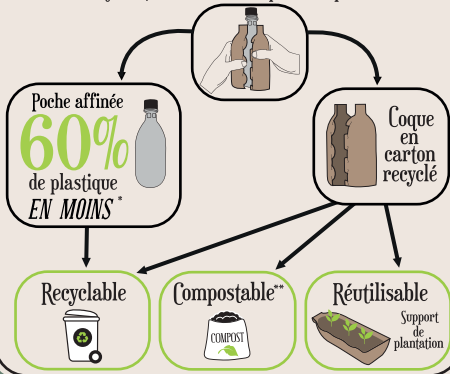 Poche affinée
60%
de plastique
EN MOINS*
Coque
en
carton
recyclé
Recyclable
Compostable**
COMPOST
Réutilisable
Support
de
plantation